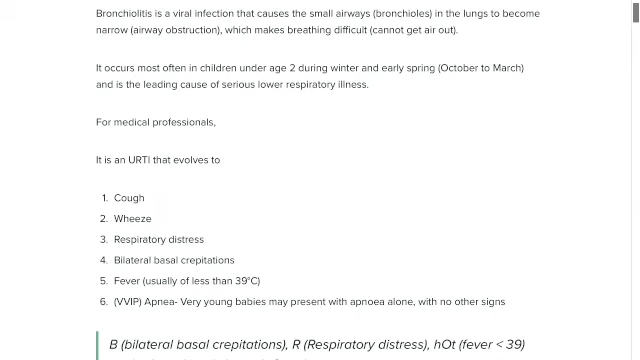 Bronchiolitis is a viral infection that causes the small airways (bronchioles) in the lungs to become
narrow (airway obstruction), which makes breathing difficult (cannot get air out).
It occurs most often in children under age 2 during winter and early spring (October to March)
and is the leading cause of serious lower respiratory illness.
For medical professionals,
It is an URTI that evolves to
1. Cough
2. Wheeze
3. Respiratory distress
4. Bilateral basal crepitations
5. Fever (usually of less than 39°C)
6. (VVIP) Apnea- Very young babies may present with apnoea alone, with no other signs
B (bilateral basal crepitations), R (Respiratory distress), hOt (fever < 39)